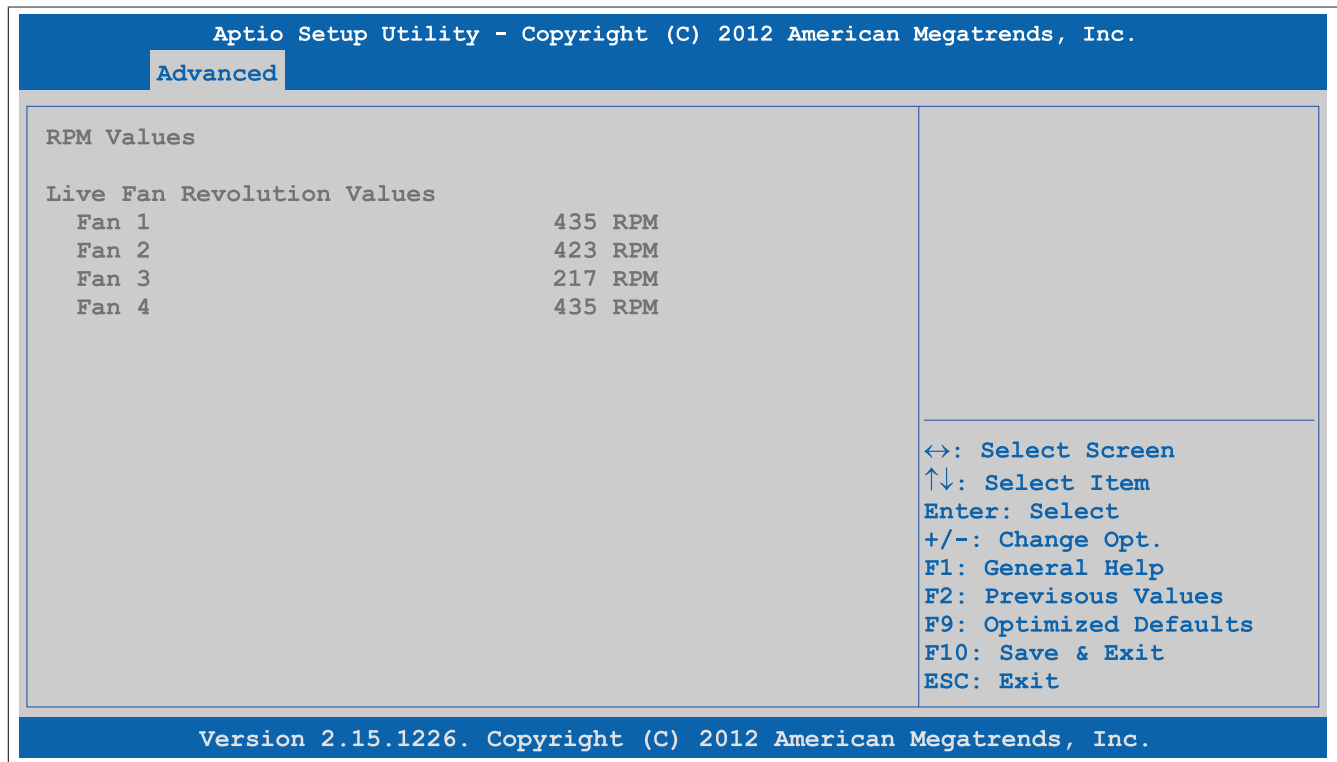 Aptio Setup Utility - Copyright (C) 2012 American Megatrends, Inc.
Advanced
RPM Values
Live Fan Revolution Values
Fan 1 435 RPM
Fan 2 423 RPM
Fan 3 217 RPM
Fan 4 435 RPM
↔: Select Screen
↑↓: Select Item
Enter: Select
+/-: Change Opt.
F1: General Help
F2: Previsous Values
F9: Optimized Defaults
F10: Save & Exit
ESC: Exit
Version 2.15.1226. Copyright (C) 2012 American Megatrends, Inc.